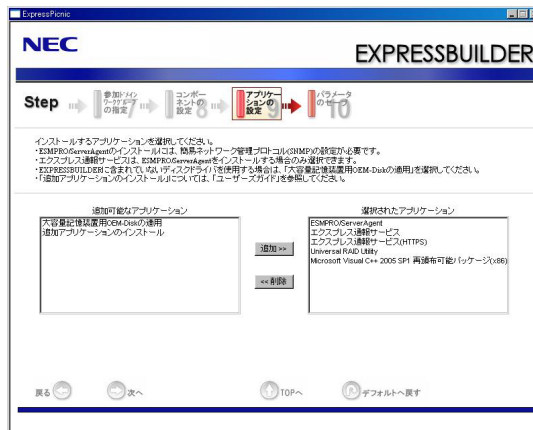 ExpressPicnic
NEC
EXPRESSBUILDER
Step
参加ドメイン
ワークグループ
の指定
7
コンポー
ネントの
設定
8
アプリケー
ションの
設定
9
パラメータ
のセーブ
10
インストールするアプリケーションを選択してください。
・ESMPRO/ServerAgentのインストールには、簡易ネットワーク管理プロトコル(SNMP)の設定が必要です。
・エクスプレス通報サービスは、ESMPRO/ServerAgentをインストールする場合のみ選択できます。
・EXPRESSBUILDERに含まれていないディスクドライバを使用する場合は、「大容量記憶装置用OEM-Diskの適用」を選択してください。
・「追加アプリケーションのインストール」については、「ユーザーズガイド」を参照してください。
追加可能なアプリケーション
大容量記憶装置用OEM-Diskの適用
追加アプリケーションのインストール
追加 >>
<< 削除
選択されたアプリケーション
ESMPRO/ServerAgent
エクスプレス通報サービス
エクスプレス通報サービス(HTTPS)
Universal RAID Utility
Microsoft Visual C++ 2005 SP1 再頒布可能パッケージ(x86)
戻る
次へ
TOPへ
デフォルトへ戻す